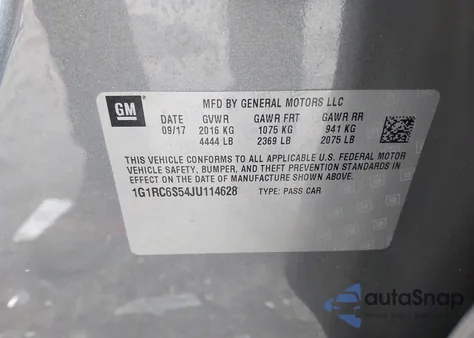 GM
MFD BY GENERAL MOTORS LLC
DATE GVWR GAWR FRT GAWR RR
09/17 2016 KG 1075 KG 941 KG
4444 LB 2369 LB 2075 LB
THIS VEHICLE CONFORMS TO ALL APPLICABLE U.S. FEDERAL MOTOR
VEHICLE SAFETY, BUMPER, AND THEFT PREVENTION STANDARDS IN
EFFECT ON THE DATE OF MANUFACTURE SHOWN ABOVE.
1G1RC6S54JU114628 TYPE: PASS CAR
autoSnap